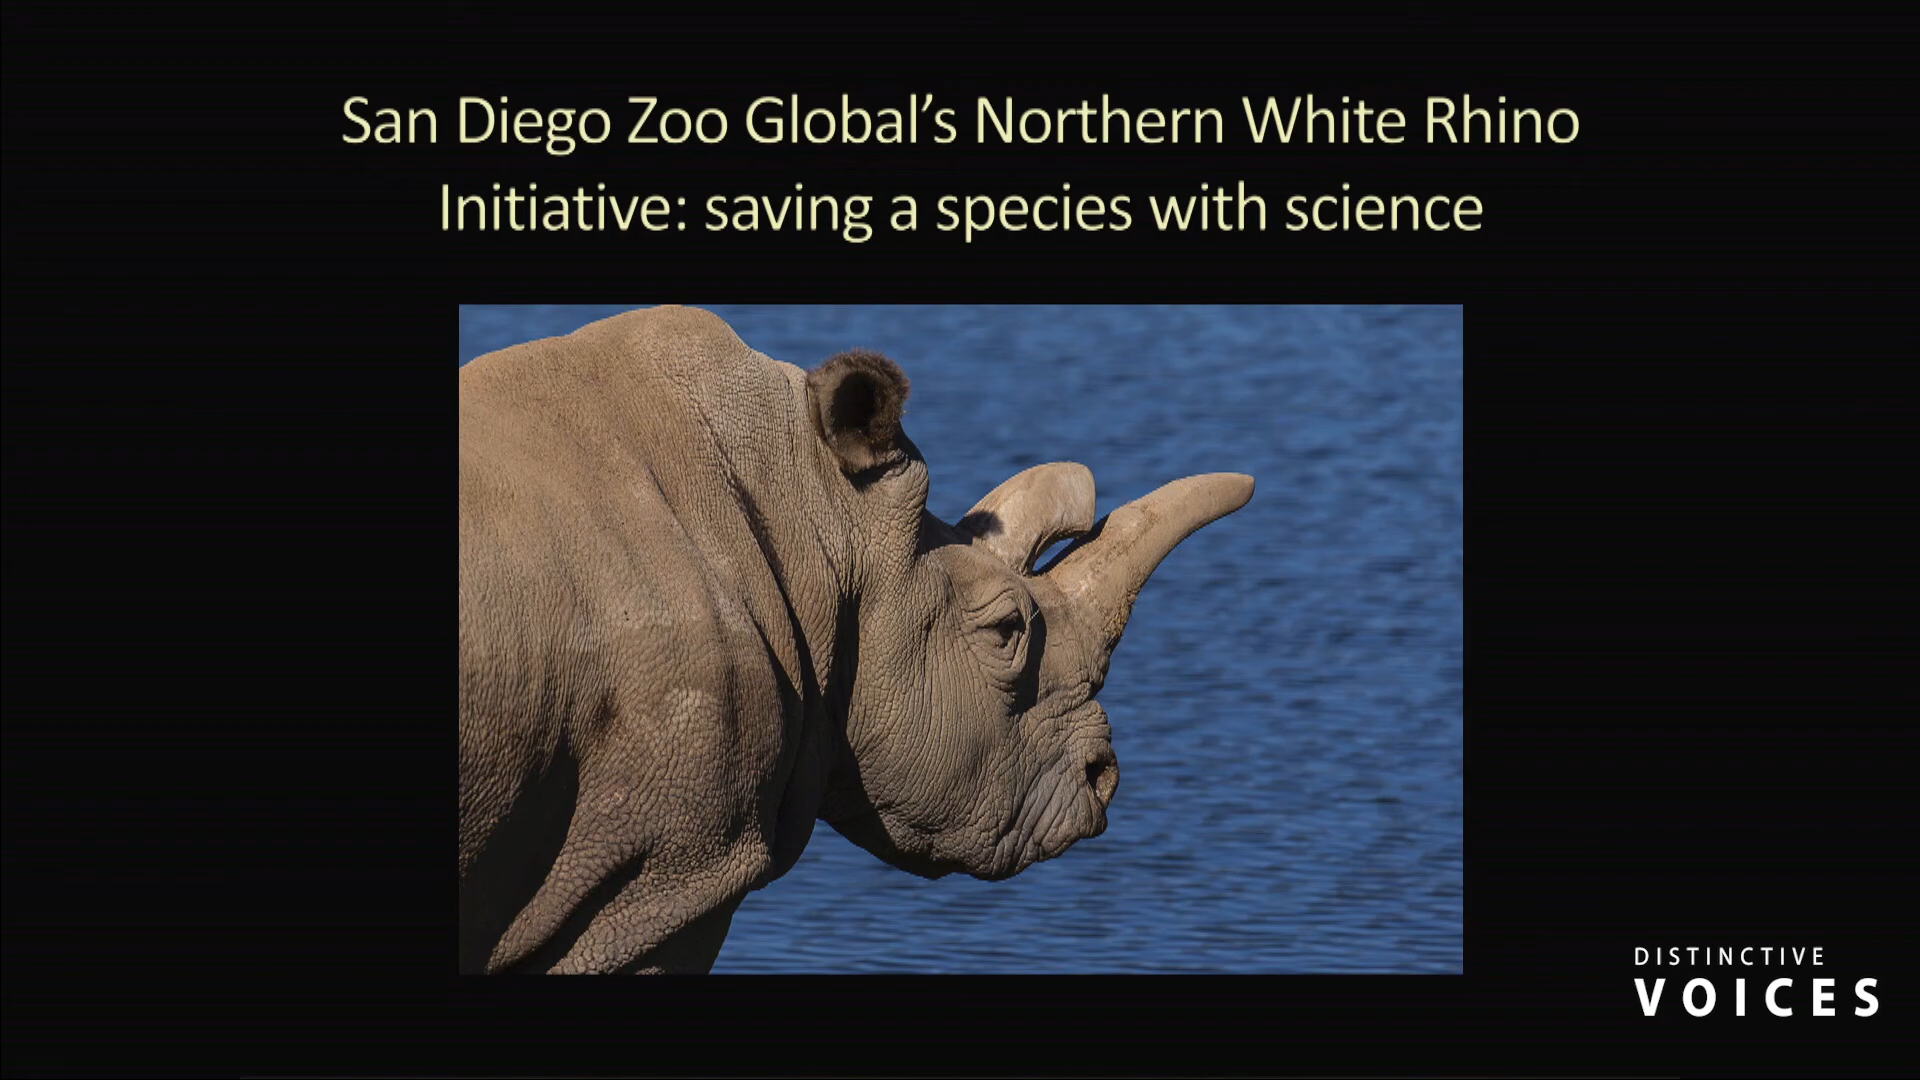 San Diego Zoo Global’s Northern White Rhino
Initiative: saving a species with science
DISTINCTIVE
VOICES